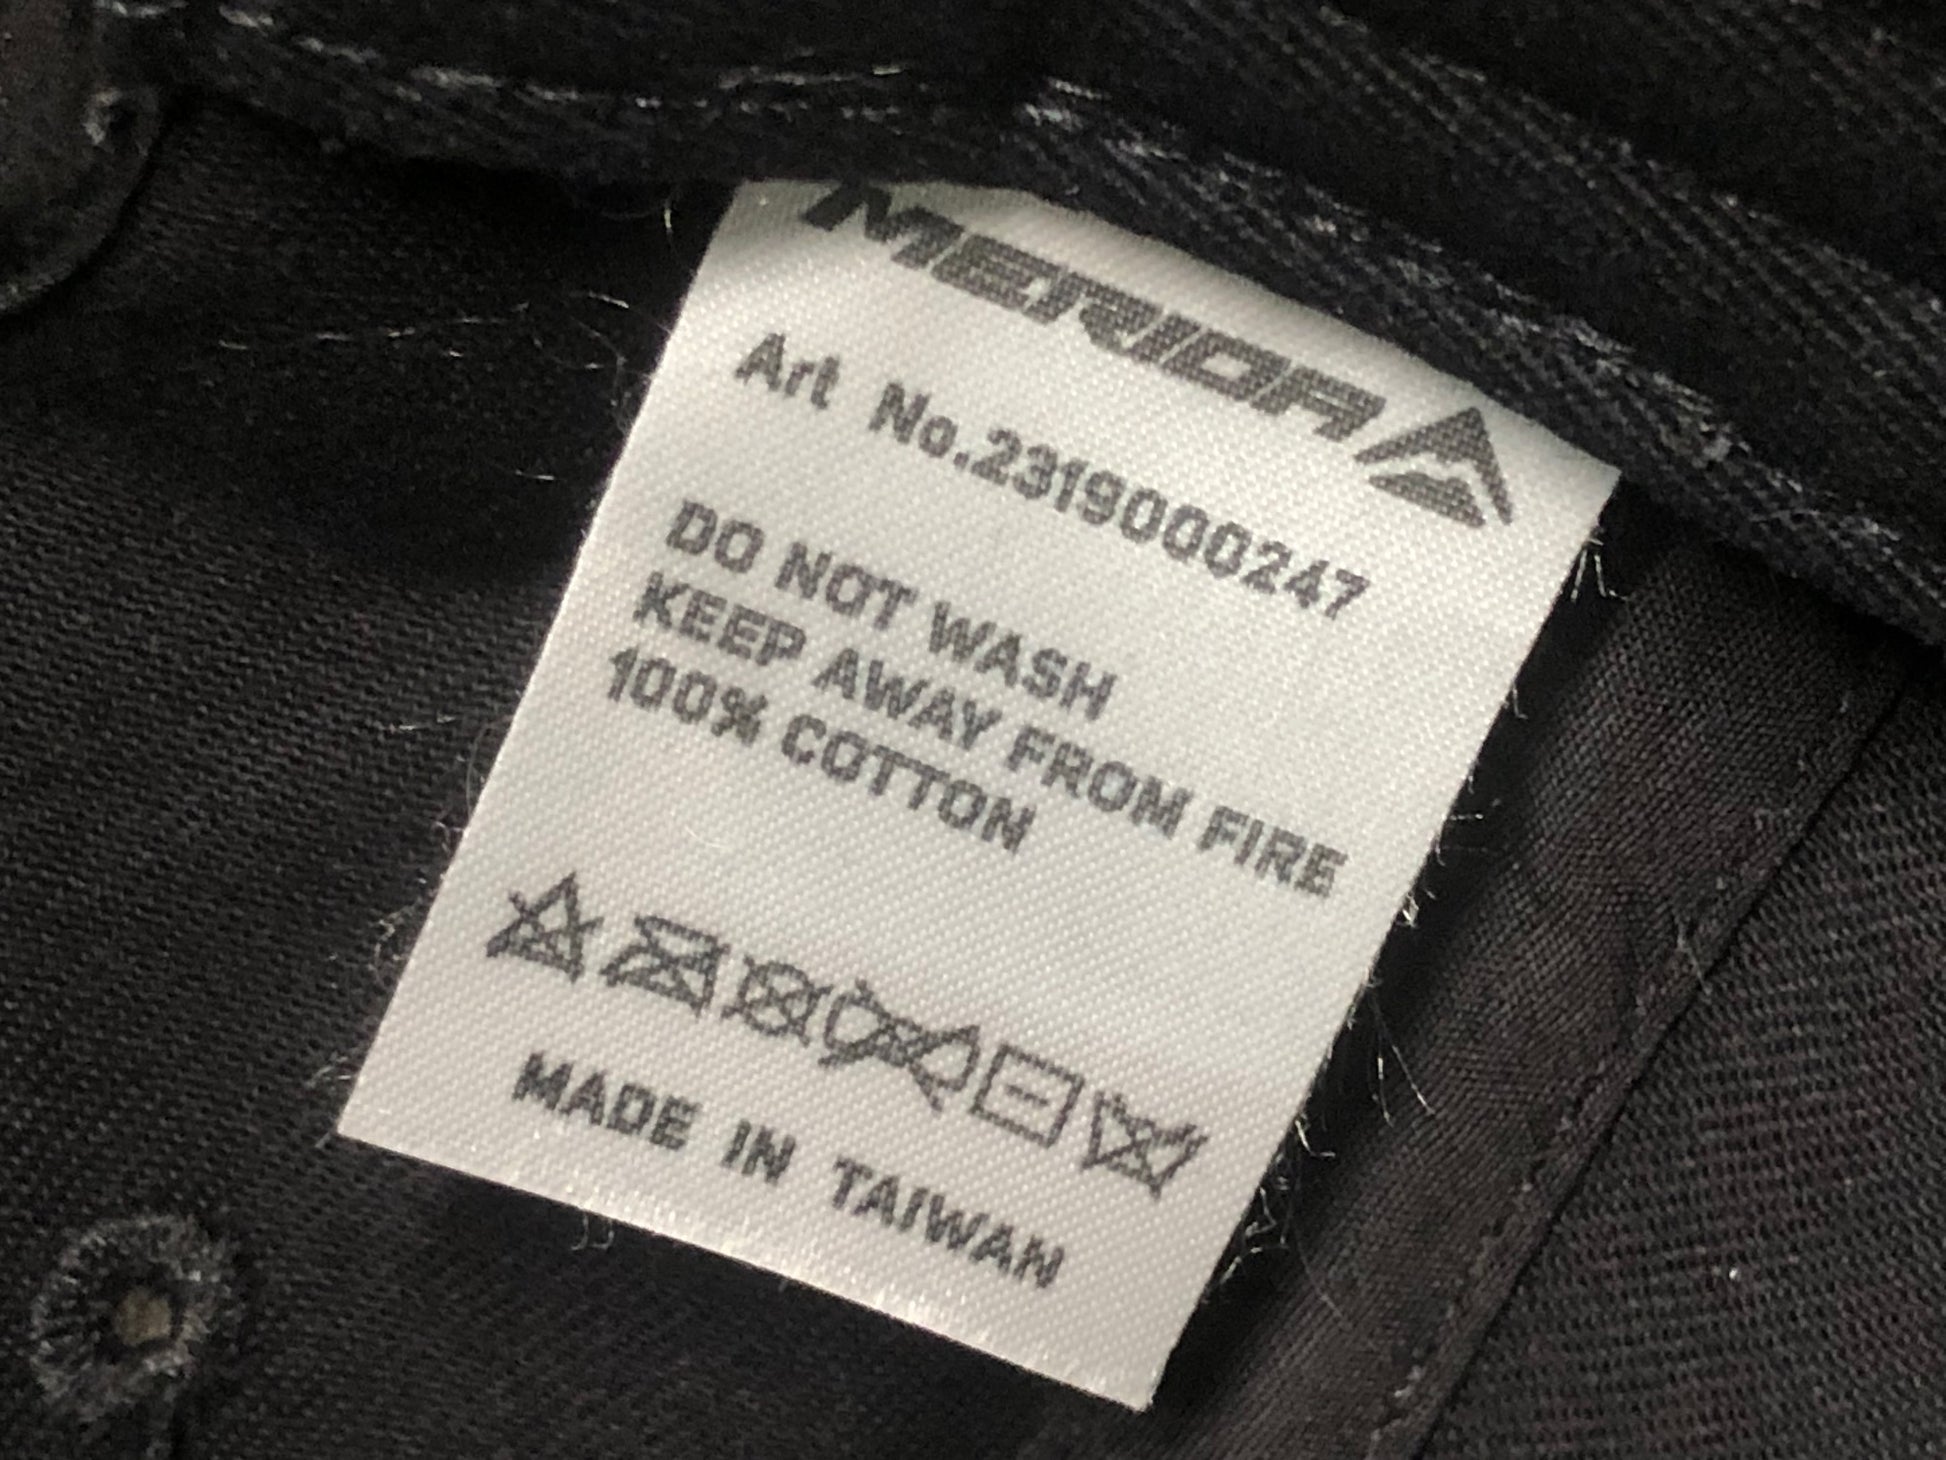 MERIDA
Art No.2319000247
DO NOT WASH
KEEP AWAY FROM FIRE
100% COTTON
MADE IN TAIWAN